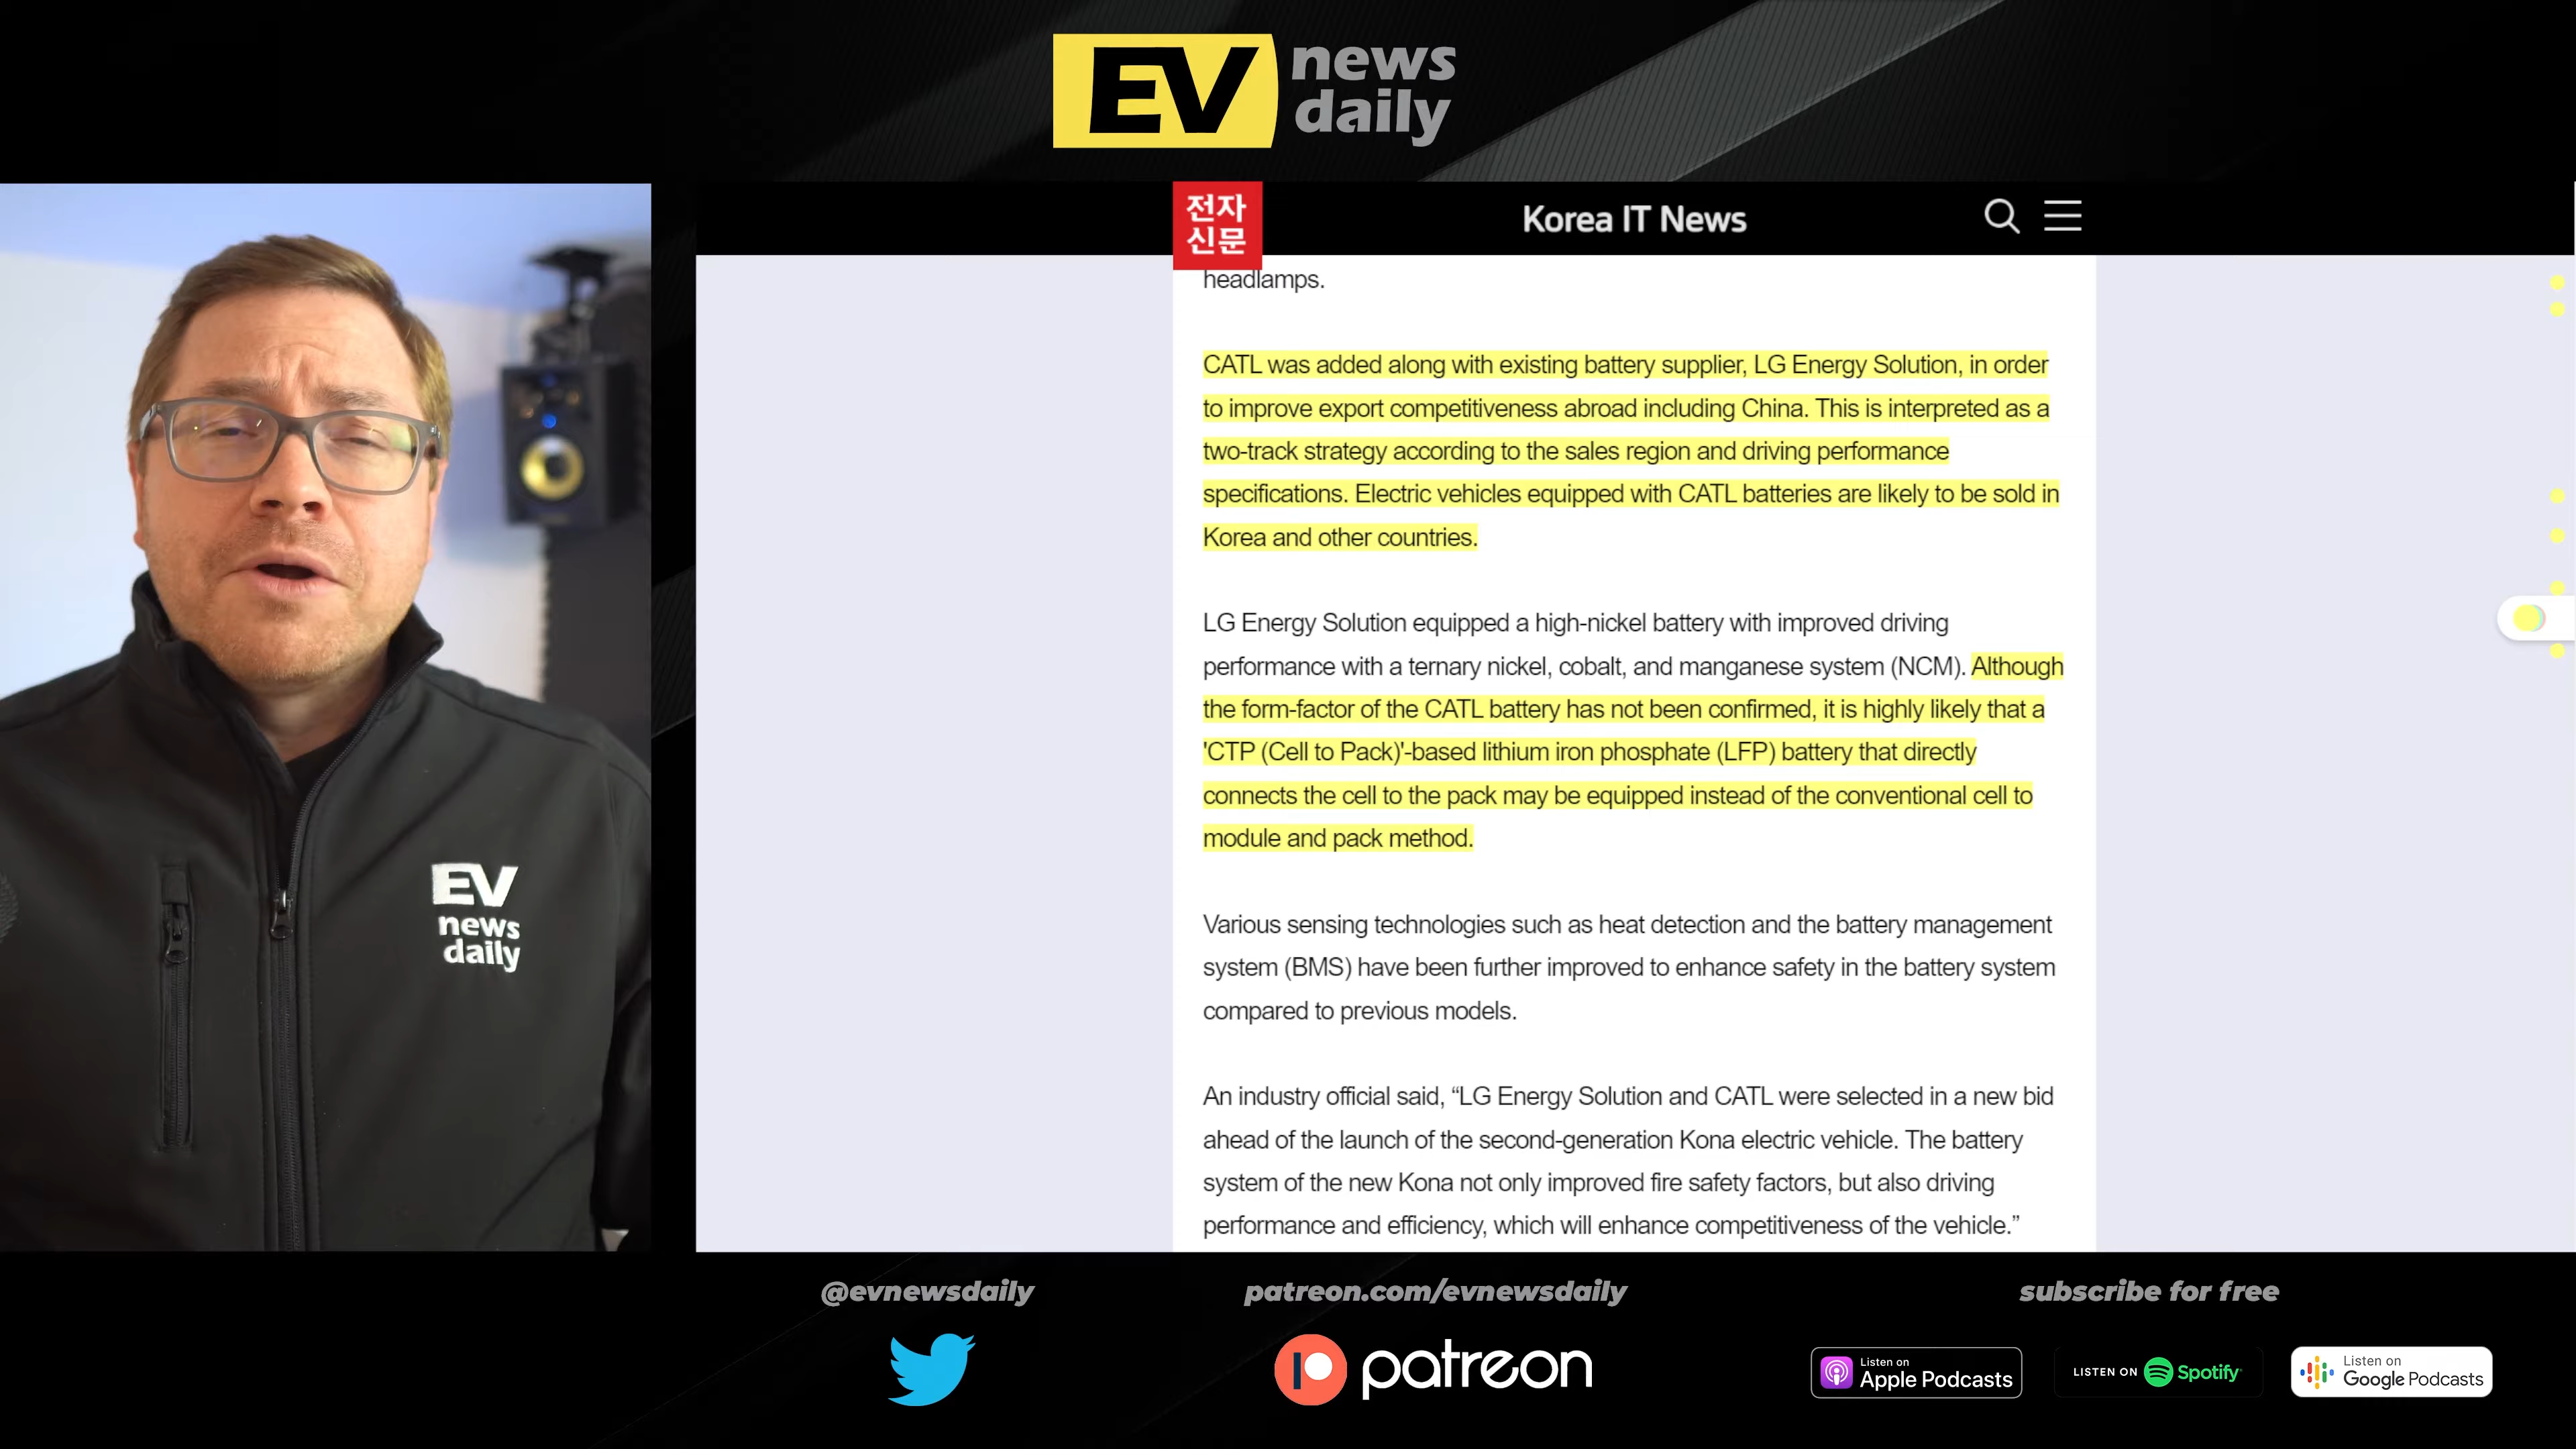 EV news
daily
전자
신문
Korea IT News
headlamps.
CATL was added along with existing battery supplier, LG Energy Solution, in order
to improve export competitiveness abroad including China. This is interpreted as a
two-track strategy according to the sales region and driving performance
specifications. Electric vehicles equipped with CATL batteries are likely to be sold in
Korea and other countries.
LG Energy Solution equipped a high-nickel battery with improved driving
performance with a ternary nickel, cobalt, and manganese system (NCM). Although
the form-factor of the CATL battery has not been confirmed, it is highly likely that a
'CTP (Cell to Pack)'-based lithium iron phosphate (LFP) battery that directly
connects the cell to the pack may be equipped instead of the conventional cell to
module and pack method.
Various sensing technologies such as heat detection and the battery management
system (BMS) have been further improved to enhance safety in the battery system
compared to previous models.
An industry official said, “LG Energy Solution and CATL were selected in a new bid
ahead of the launch of the second-generation Kona electric vehicle. The battery
system of the new Kona not only improved fire safety factors, but also driving
performance and efficiency, which will enhance competitiveness of the vehicle.”
EV
news
daily
@evnewsdaily
patreon.com/evnewsdaily
subscribe for free
patreon
Listen on
Apple Podcasts
LISTEN ON Spotify
Listen on
Google Podcasts